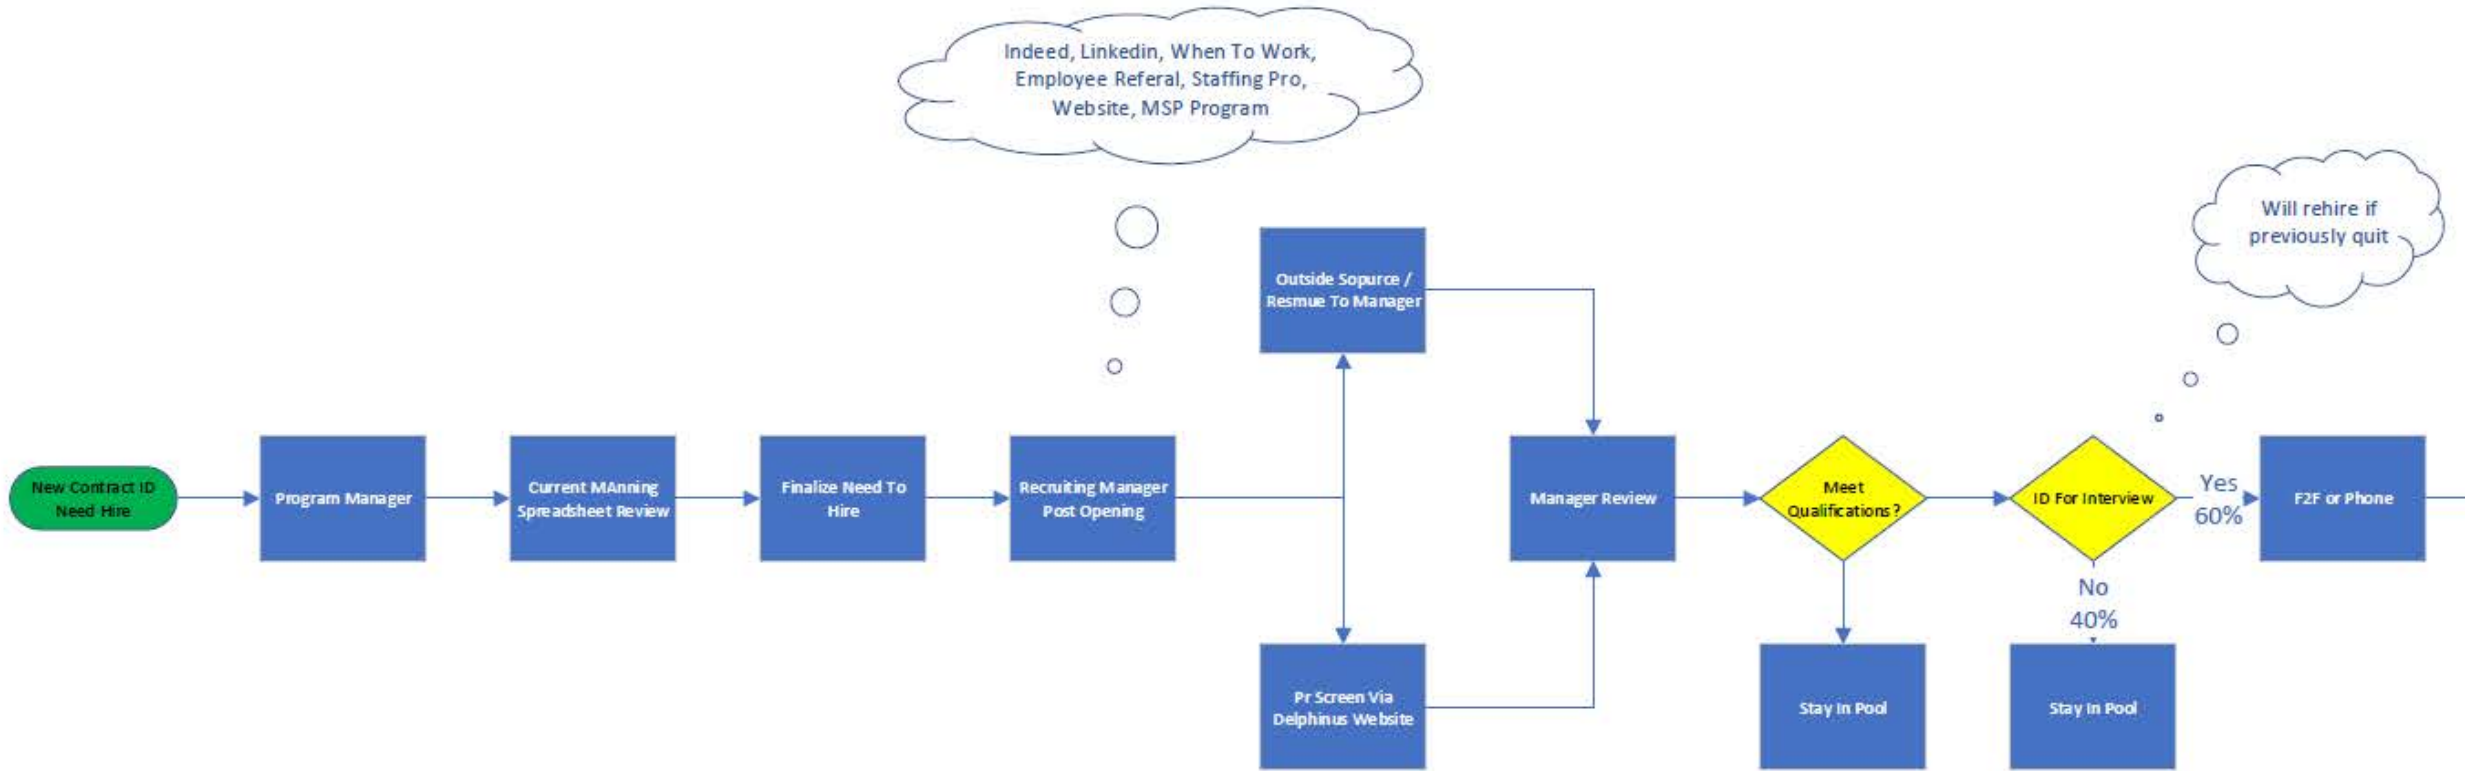 Indeed, Linkedin, When To Work,
Employee Referal, Staffing Pro,
Website, MSP Program
Will rehire if
previously quit
Outside Sopurce /
Resmue To Manager
New Contract ID
Need Hire
Program Manager
Current MAnning
Spreadsheet Review
Finalize Need To
Hire
Recruiting Manager
Post Opening
Manager Review
Meet
Qualifications?
ID For Interview
Yes
60%
F2F or Phone
No
40%
Pr Screen Via
Delphinus Website
Stay In Pool
Stay In Pool